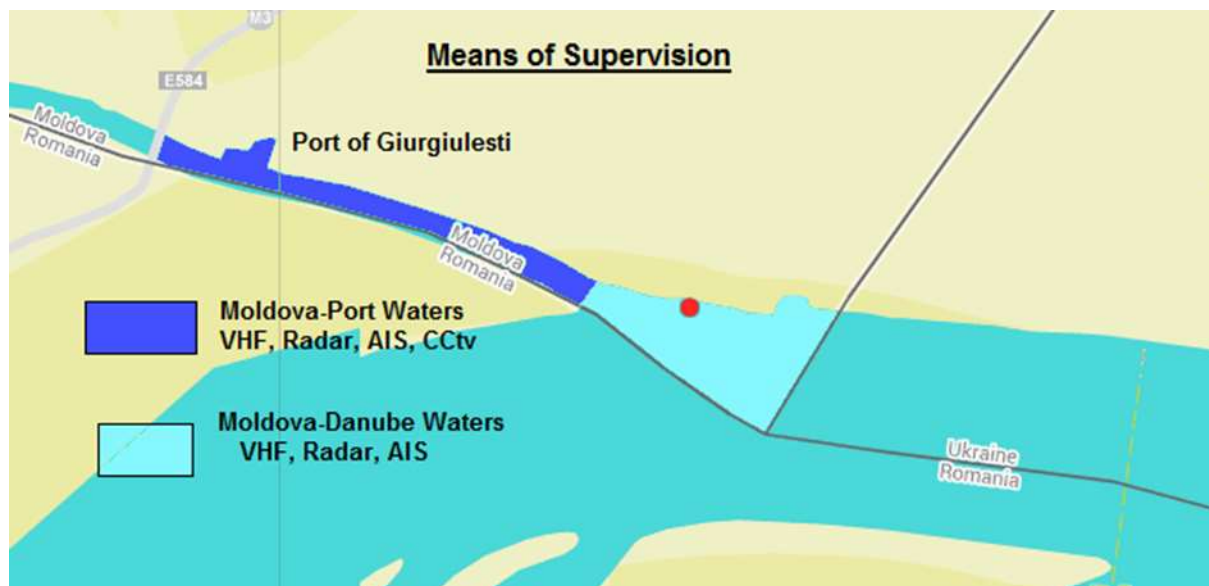 M3
Means of Supervision
E584
Moldova
Romania
Port of Giurgiulesti
Moldova
Romania
Moldova-Port Waters
VHF, Radar, AIS, CCtv
Moldova-Danube Waters
VHF, Radar, AIS
Ukraine
Romania